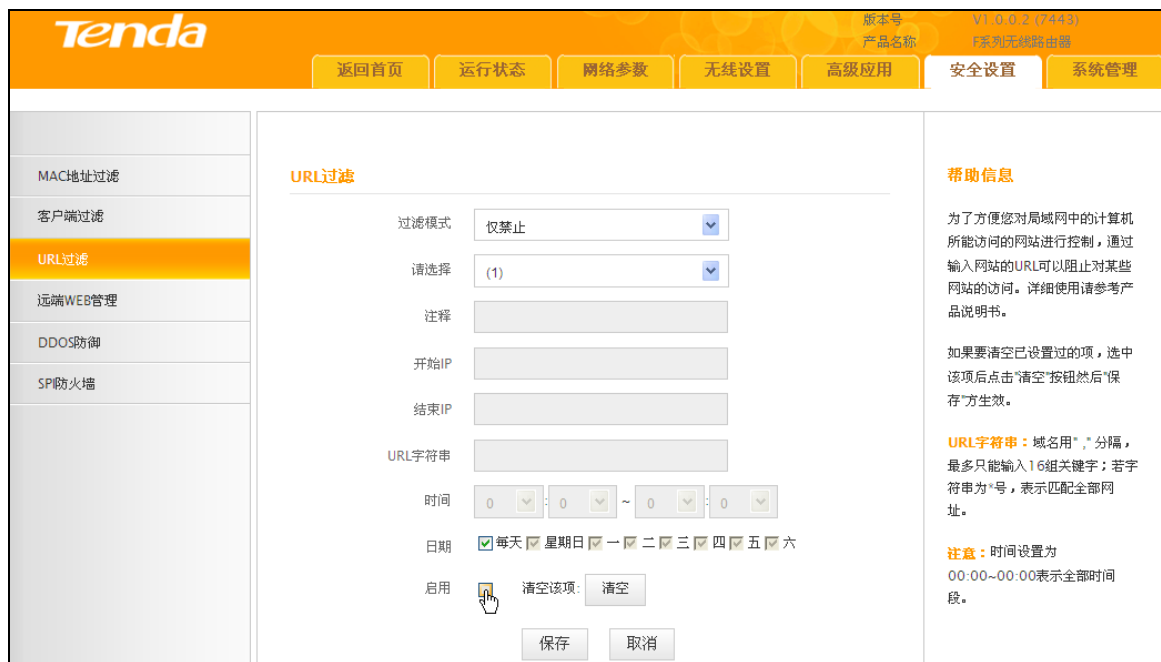 Tenda
版本号 V1.0.0.2 (7443)
产品名称 F系列无线路由器
返回首页 运行状态 网络参数 无线设置 高级应用 安全设置 系统管理
MAC地址过滤
客户端过滤
URL过滤
远端WEB管理
DDOS防御
SPI防火墙
URL过滤
过滤模式 仅禁止
请选择 (1)
注释
开始IP
结束IP
URL字符串
时间 0 : 0 ~ 0 : 0
日期 每天 星期日 一 二 三 四 五 六
启用 清空该项: 清空
保存 取消
帮助信息
为了方便您对局域网中的计算机
所能访问的网站进行控制，通过
输入网站的URL可以阻止对某些
网站的访问。详细使用请参考产
品说明书。
如果要清空已设置过的项，选中
该项后点击"清空"按钮然后"保
存"方生效。
URL字符串：域名用" ," 分隔，
最多只能输入16组关键字；若字
符串为*号，表示匹配全部网
址。
注意：时间设置为
00:00~00:00表示全部时间
段。